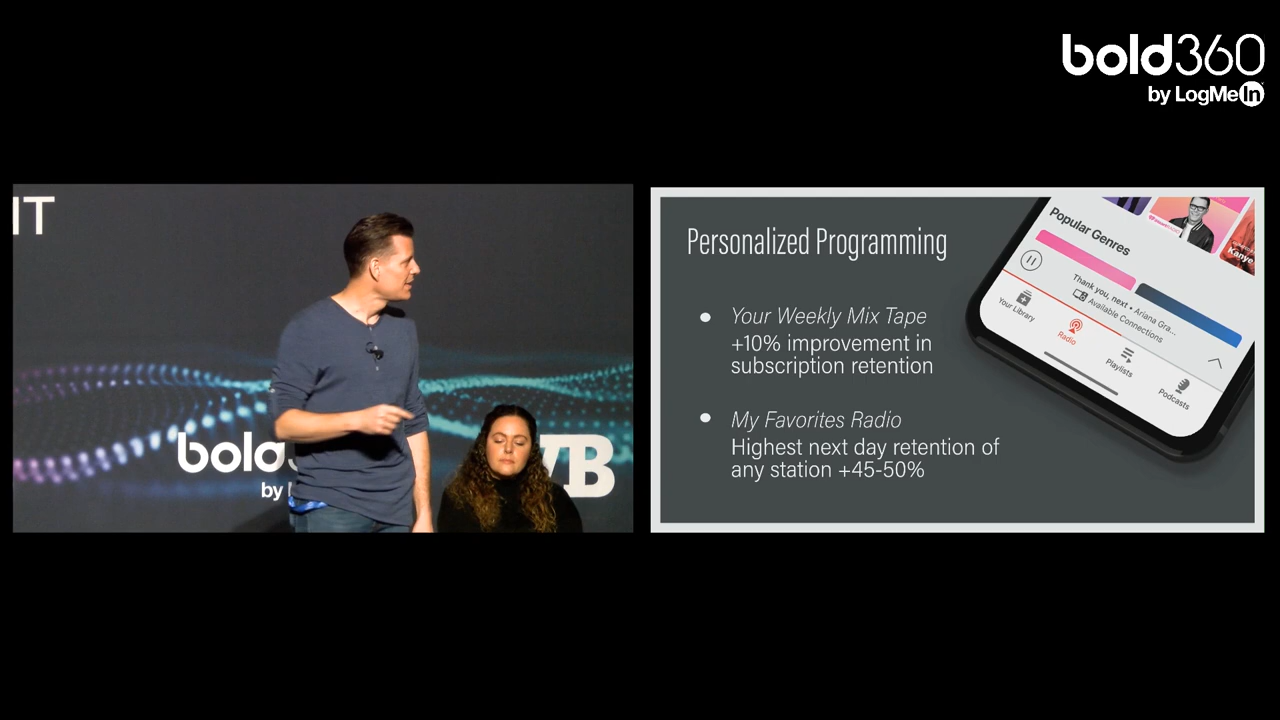 bold360
by LogMeIn
IT
bold
by
VB
Personalized Programming
Your Weekly Mix Tape
+10% improvement in
subscription retention
My Favorites Radio
Highest next day retention of
any station +45-50%
Popular Genres
Kanye
Thank you, next • Ariana Gra...
Available Connections
Your Library
Radio
Playlists
Podcasts